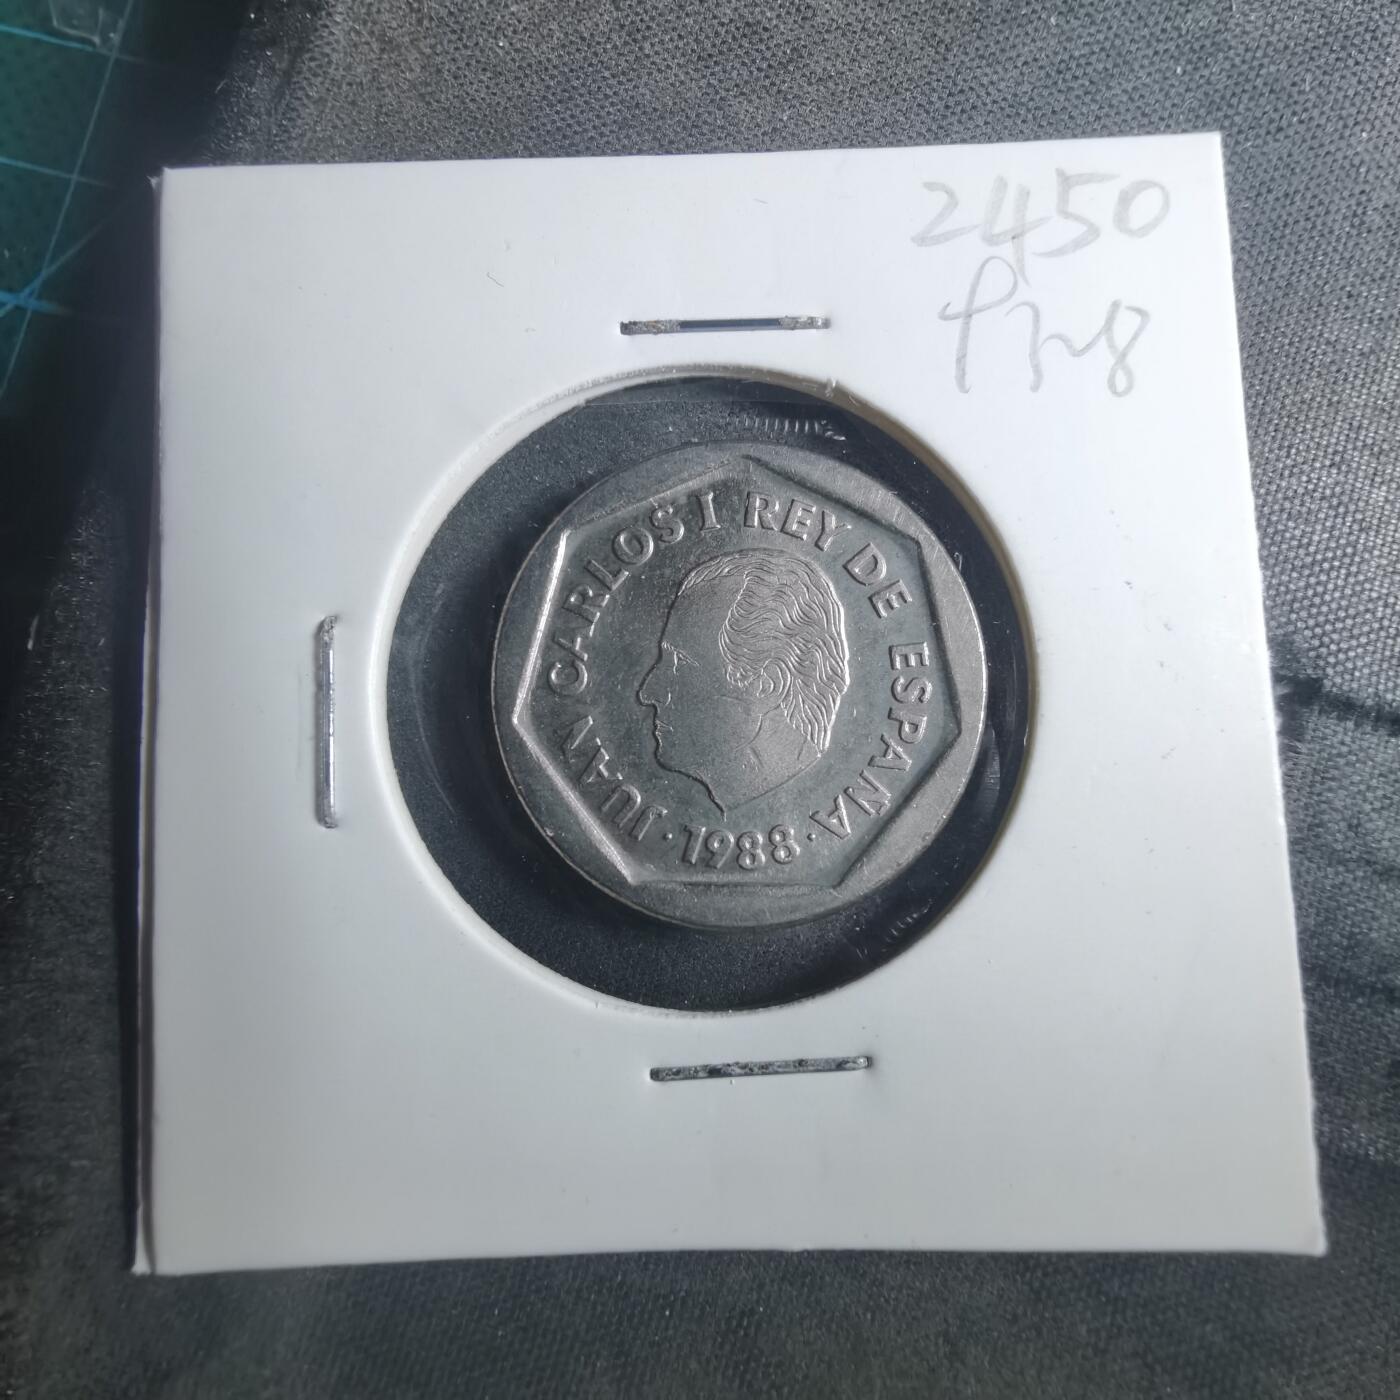 2450
JUAN CARLOS I REY DE ESPAÑA · 1988 ·